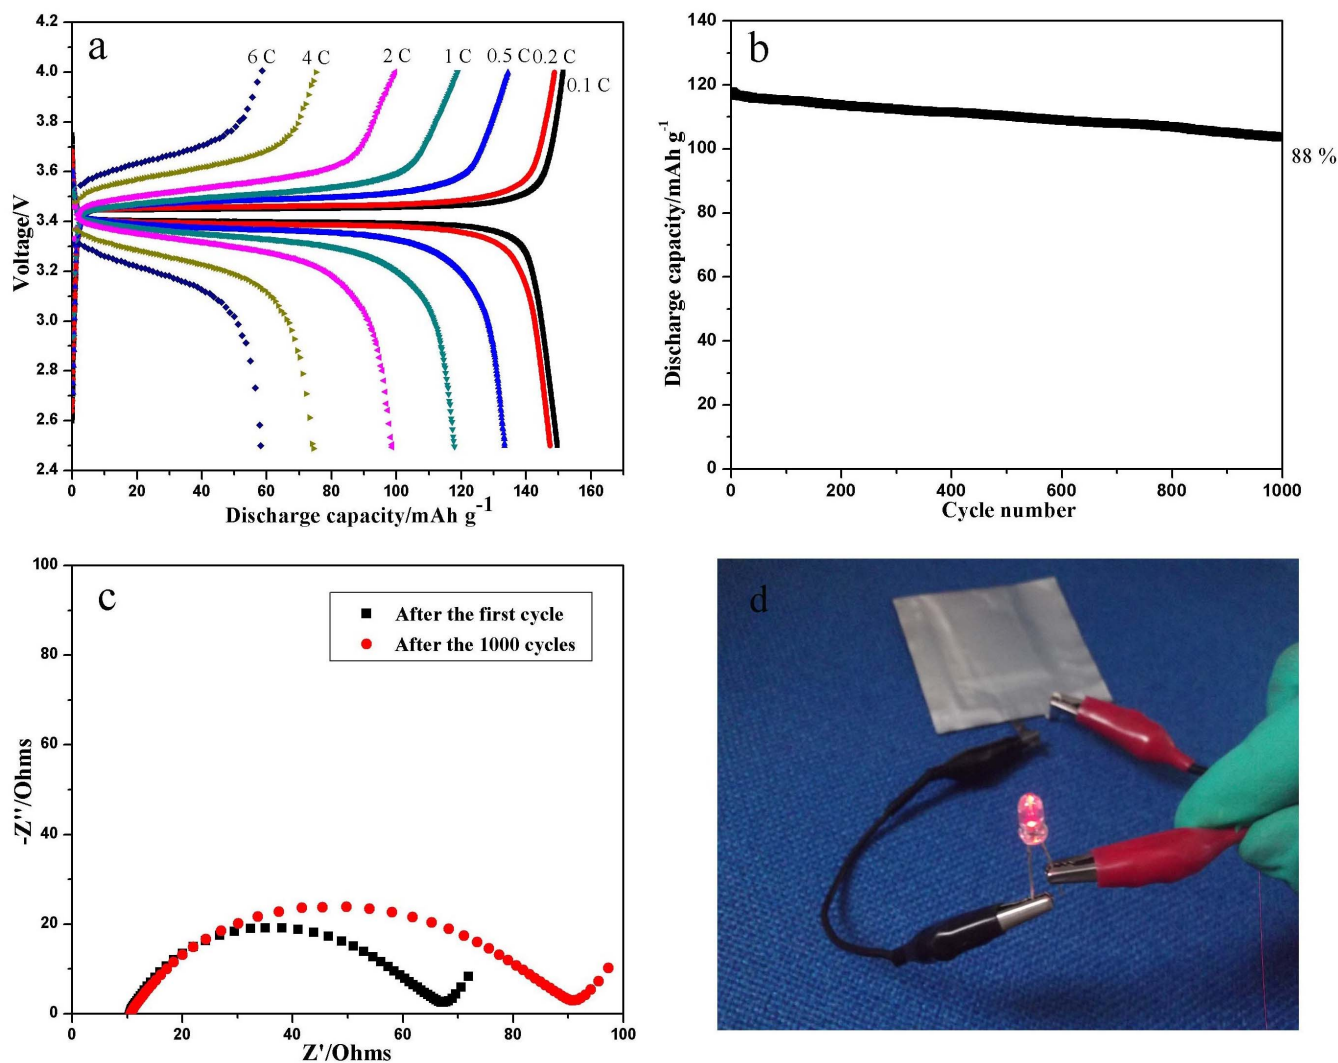 a
6 C
4 C
2 C
1 C
0.5 C
0.2 C
0.1 C
4.2
4.0
3.8
3.6
3.4
3.2
3.0
2.8
2.6
2.4
Voltage/V
0
20
40
60
80
100
120
140
160
Discharge capacity/mAh g-1
b
140
120
100
80
60
40
20
0
Discharge capacity/mAh g-1
88 %
0
200
400
600
800
1000
Cycle number
c
After the first cycle
After the 1000 cycles
100
80
60
40
20
0
-Z''/Ohms
0
20
40
60
80
100
Z'/Ohms
d